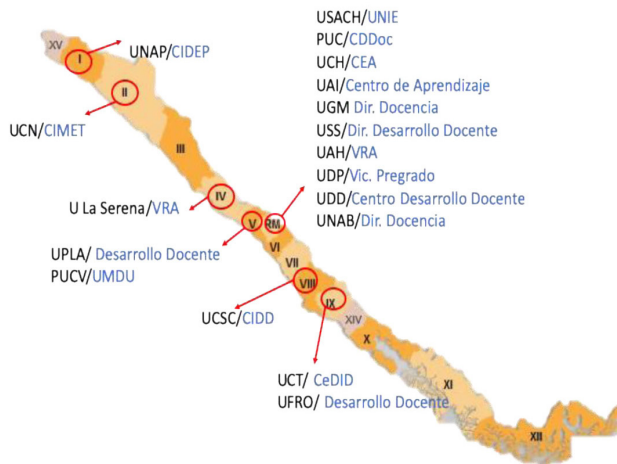 USACH/UNIE
PUC/CDDoc
UCH/CEA
UAI/Centro de Aprendizaje
UGM Dir. Docencia
USS/Dir. Desarrollo Docente
UAH/VRA
UDP/Vic. Pregrado
UDD/Centro Desarrollo Docente
UNAB/Dir. Docencia
XV
I
UNAP/CIDEP
II
UCN/CIMET
III
IV
U La Serena/VRA
V
RM
UPLA/ Desarrollo Docente
PUCV/UMDU
VI
VII
VIII
IX
UCSC/CIDD
XIV
X
UCT/ CeDID
UFRO/ Desarrollo Docente
XI
XII